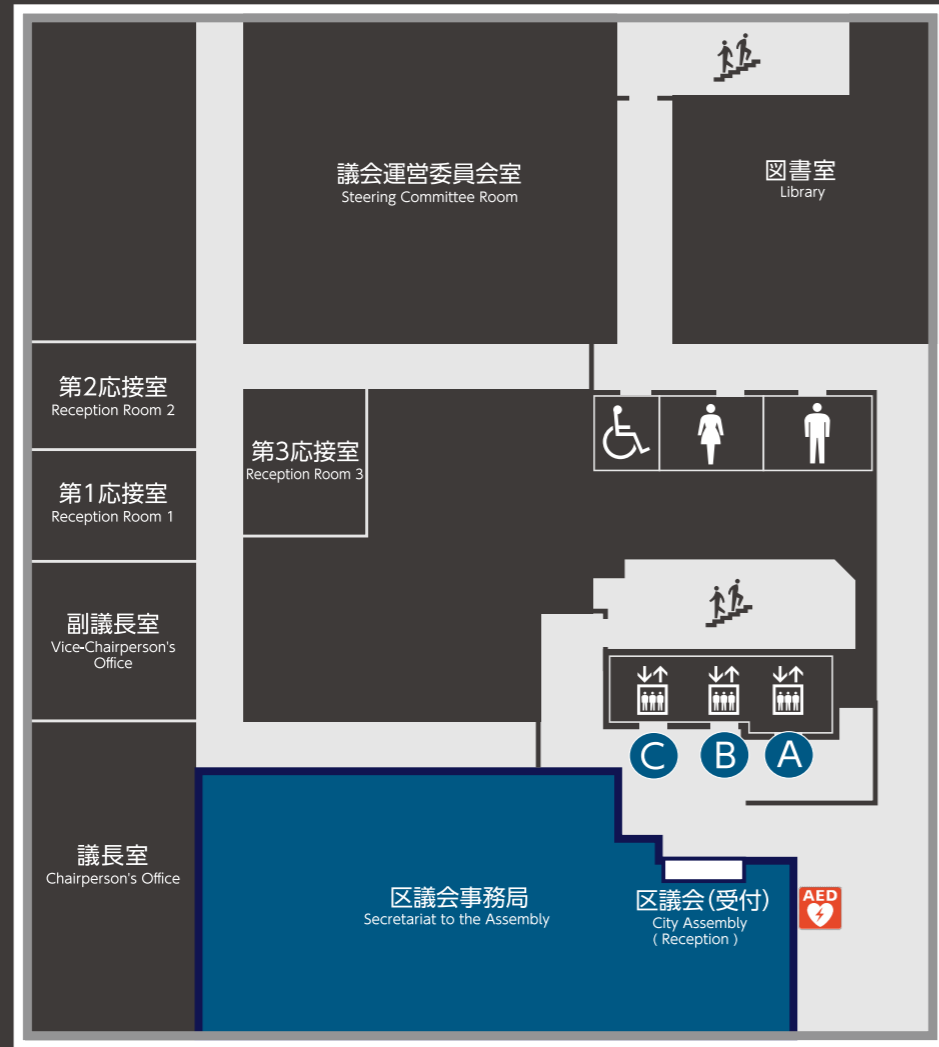 議会運営委員会室
Steering Committee Room
図書室
Library
第2応接室
Reception Room 2
第3応接室
Reception Room 3
第1応接室
Reception Room 1
副議長室
Vice-Chairperson's
Office
C
B
A
議長室
Chairperson's Office
区議会事務局
Secretariat to the Assembly
区議会(受付)
City Assembly
( Reception )
AED